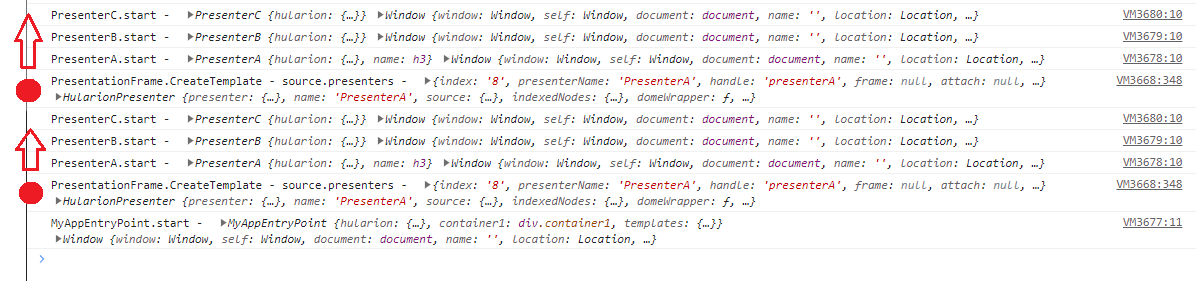 PresenterC.start - ▶PresenterC {hularion: {…}} ▶Window {window: Window, self: Window, document: document, name: '', location: Location, …} VM3680:10
PresenterB.start - ▶PresenterB {hularion: {…}} ▶Window {window: Window, self: Window, document: document, name: '', location: Location, …} VM3679:10
PresenterA.start - ▶PresenterA {hularion: {…}, name: h3} ▶Window {window: Window, self: Window, document: document, name: '', location: Location, …} VM3678:10
PresentationFrame.CreateTemplate - source.presenters - ▶{index: '8', presenterName: 'PresenterA', handle: 'presenterA', frame: null, attach: null, …} VM3668:348
▶HularionPresenter {presenter: {…}, name: 'PresenterA', source: {…}, indexedNodes: {…}, domeWrapper: ƒ, …}
PresenterC.start - ▶PresenterC {hularion: {…}} ▶Window {window: Window, self: Window, document: document, name: '', location: Location, …} VM3680:10
PresenterB.start - ▶PresenterB {hularion: {…}} ▶Window {window: Window, self: Window, document: document, name: '', location: Location, …} VM3679:10
PresenterA.start - ▶PresenterA {hularion: {…}, name: h3} ▶Window {window: Window, self: Window, document: document, name: '', location: Location, …} VM3678:10
PresentationFrame.CreateTemplate - source.presenters - ▶{index: '8', presenterName: 'PresenterA', handle: 'presenterA', frame: null, attach: null, …} VM3668:348
▶HularionPresenter {presenter: {…}, name: 'PresenterA', source: {…}, indexedNodes: {…}, domeWrapper: ƒ, …}
MyAppEntryPoint.start - ▶MyAppEntryPoint {hularion: {…}, container1: div.container1, templates: {…}} VM3677:11
▶Window {window: Window, self: Window, document: document, name: '', location: Location, …}